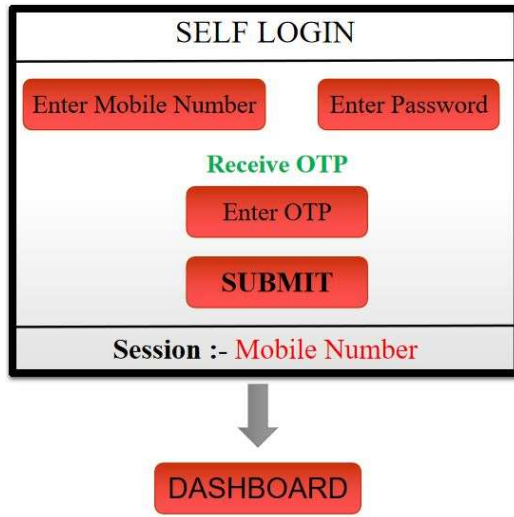 SELF LOGIN
Enter Mobile Number Enter Password
Receive OTP
Enter OTP
SUBMIT
Session :- Mobile Number
DASHBOARD